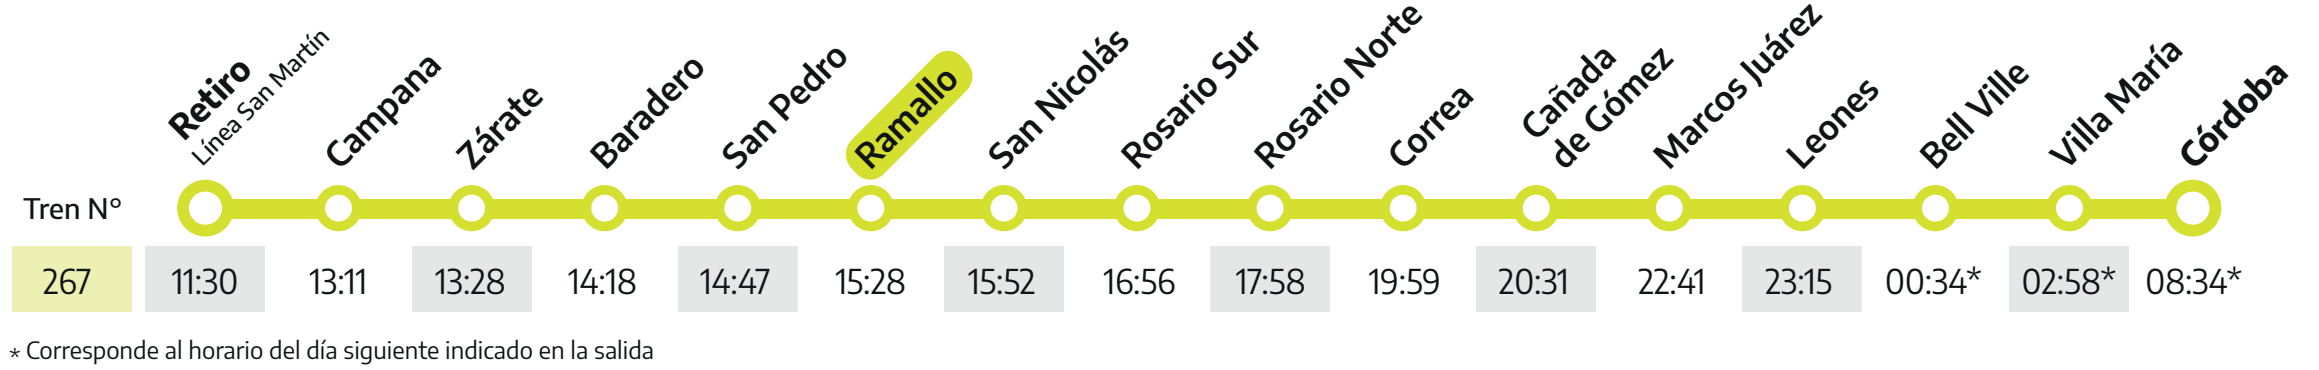 Retiro
Línea San Martín
Campana
Zárate
Baradero
San Pedro
Ramallo
San Nicolás
Rosario Sur
Rosario Norte
Correa
Cañada
de Gómez
Marcos Juárez
Leones
Bell Ville
Villa María
Córdoba
Tren N°
267 11:30 13:11 13:28 14:18 14:47 15:28 15:52 16:56 17:58 19:59 20:31 22:41 23:15 00:34* 02:58* 08:34*
* Corresponde al horario del día siguiente indicado en la salida